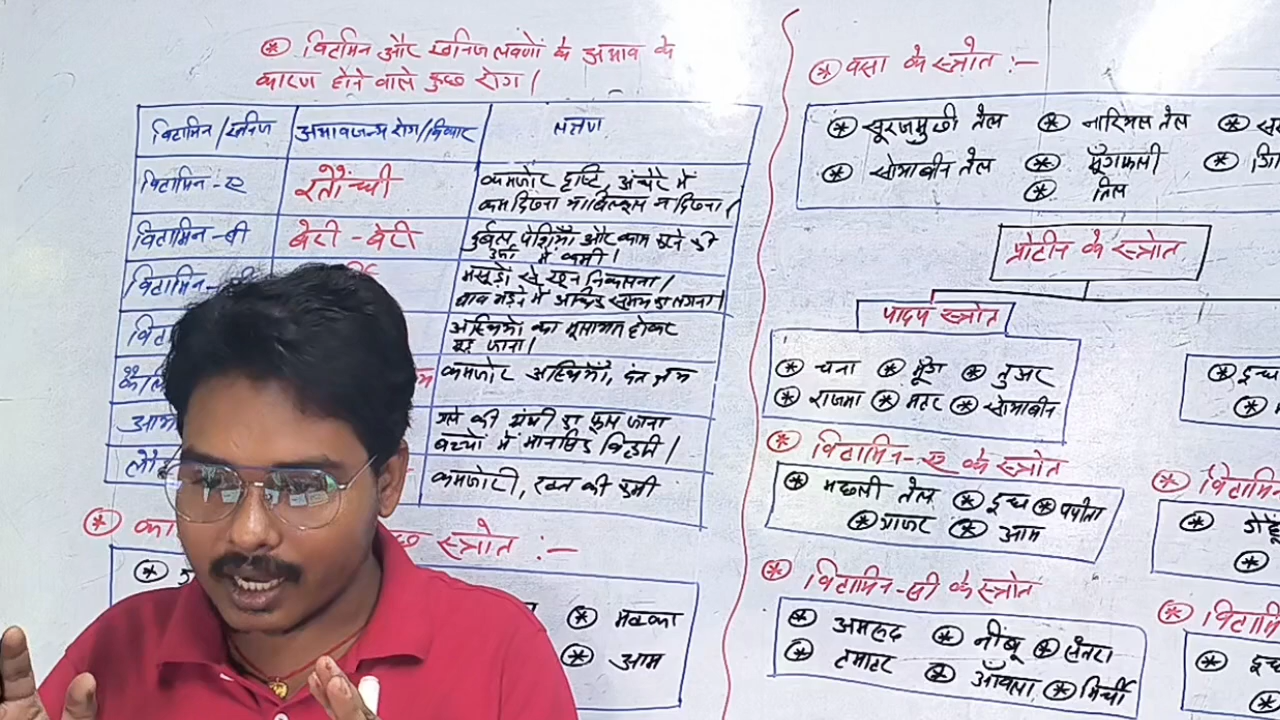 * विटामिन और खनिज लवणों के अभाव के
कारण होने वाले कुछ रोग।
विटामिन/खनिज
अभावजन्य रोग/विकार
लक्षण
विटामिन-ए
रतौन्धी
कमजोर दृष्टि, अंधेरे में
कम दिखना या बिल्कुल न दिखना।
विटामिन-बी
बेरी-बेरी
दुर्बल पेशियाँ और काम करने की
ऊर्जा में कमी।
विटामिन-
मसूड़ों से खून निकलना।
घाव भरने में अधिक समय का लगना।
अस्थियों का मुलायम होकर
मुड़ जाना।
कमजोर अस्थियाँ, दंत क्षय
गले की ग्रंथी का फूल जाना
बच्चों में मानसिक विकृति।
कमजोरी, रक्त की कमी
* का
स्त्रोत :-
* मक्का
* आम
* वसा के स्त्रोत :-
* सूरजमुखी तेल * नारियल तेल
* सोयाबीन तेल * मूँगफली
* तिल
प्रोटीन के स्त्रोत
पादप स्त्रोत
* चना * मूँग * तुअर
* राजमा * मटर * सोयाबीन
* विटामिन-ए के स्त्रोत
* मछली तेल * दुध * पपीता
* गाजर * आम
* विटामिन-सी के स्त्रोत
* अमरूद * नींबू * संतरा
* टमाटर * आँवला * मिर्ची